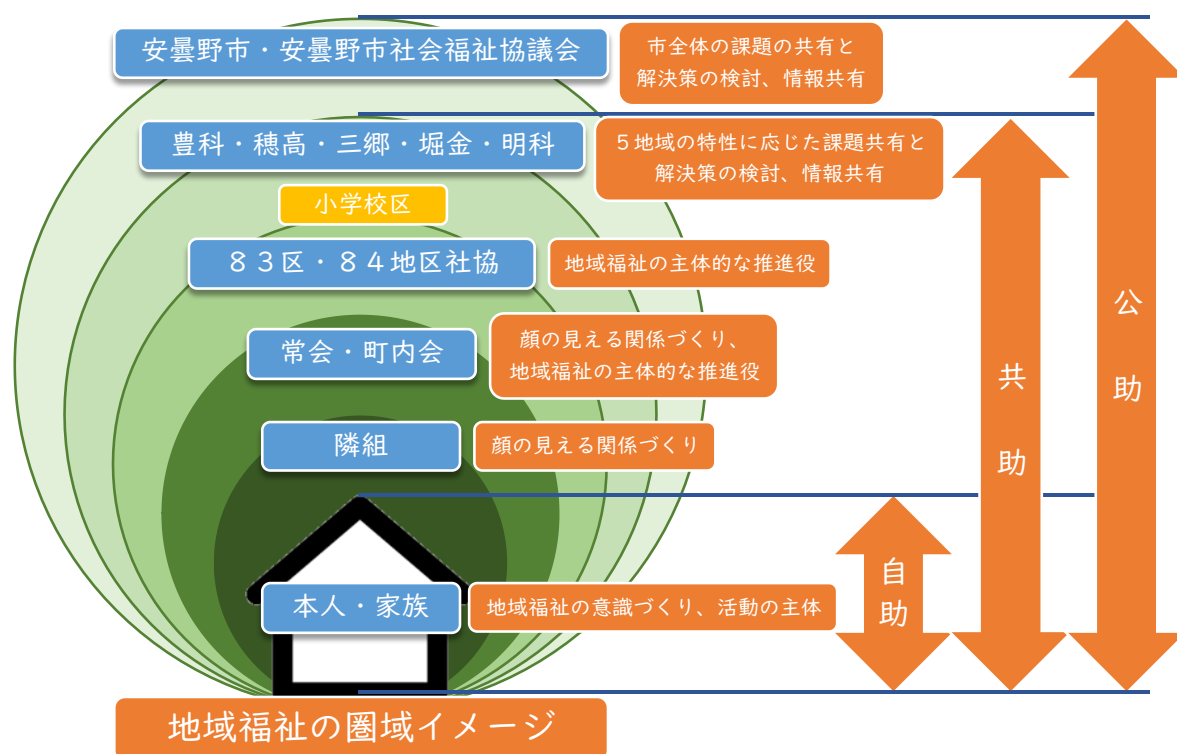 安曇野市・安曇野市社会福祉協議会
市全体の課題の共有と
解決策の検討、情報共有
豊科・穂高・三郷・堀金・明科
５地域の特性に応じた課題共有と
解決策の検討、情報共有
小学校区
８３区・８４地区社協
地域福祉の主体的な推進役
常会・町内会
顔の見える関係づくり、
地域福祉の主体的な推進役
隣組
顔の見える関係づくり
本人・家族
地域福祉の意識づくり、活動の主体
自助
共助
公助
地域福祉の圏域イメージ